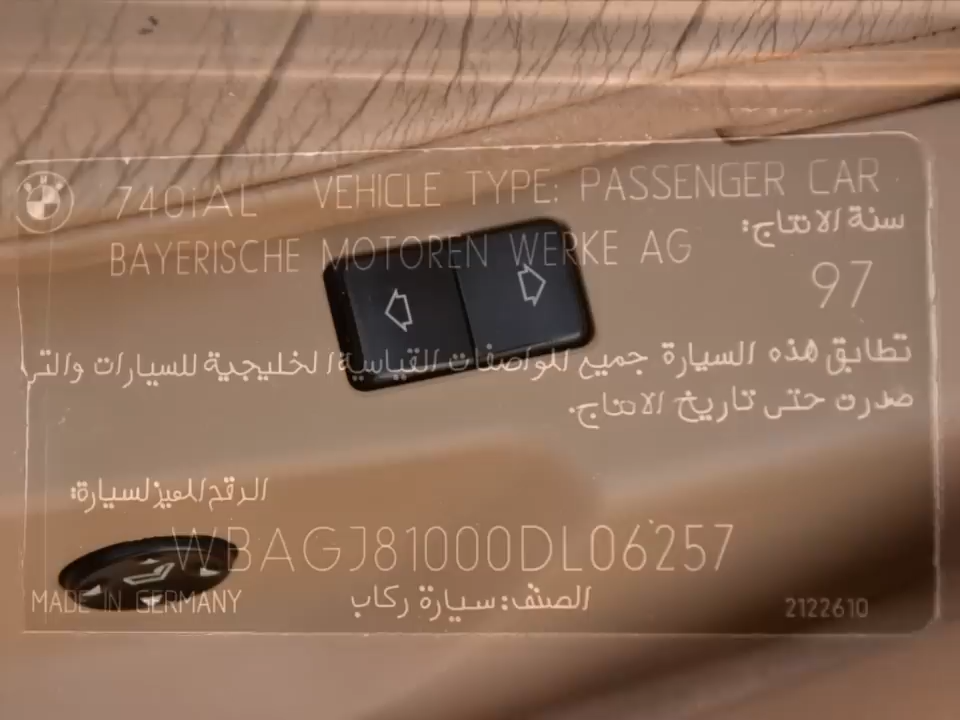 740iAL VEHICLE TYPE: PASSENGER CAR
سنة الانتاج:
BAYERISCHE MOTOREN WERKE AG
97
تطابق هذه السيارة جميع المواصفات القياسية الخليجية للسيارات والتي
صدرت حتى تاريخ الانتاج.
الرقم المميز لسيارة:
WBAGJ81000DL06257
MADE IN GERMANY
الصنف: سيارة ركاب
2122610